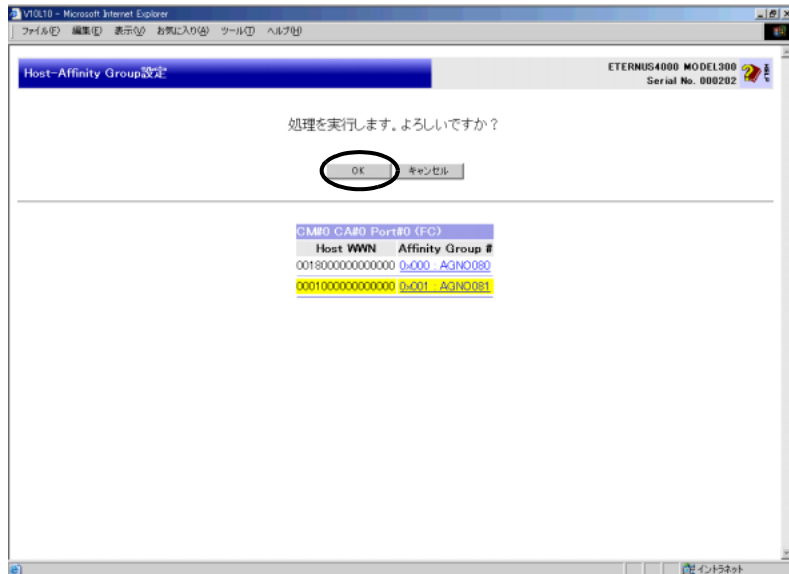 V10L10 - Microsoft Internet Explorer
ファイル(F) 編集(E) 表示(V) お気に入り(A) ツール(T) ヘルプ(H)
Host-Affinity Group設定
ETERNUS4000 MODEL300
Serial No. 000202
処理を実行します。よろしいですか？
OK キャンセル
CM#0 CA#0 Port#0 (FC)
Host WWN Affinity Group #
0018000000000000 0x000 : AGNO080
0001000000000000 0x001 : AGNO081
イントラネット